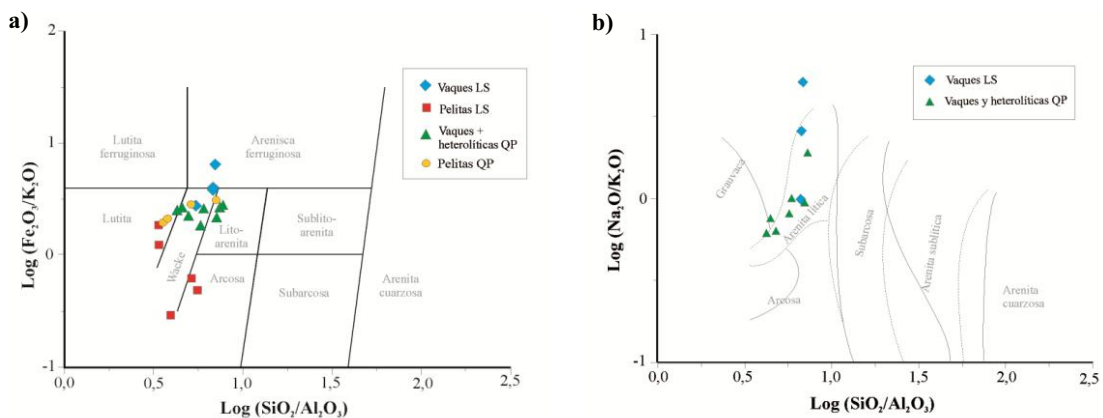 a)
Log (Fe₂O₃/K₂O)
2
1
0
-1
0,0
0,5
1,0
1,5
2,0
2,5
Log (SiO₂/Al₂O₃)
Vaques LS
Pelitas LS
Vaques +
heterolíticas QP
Pelitas QP
Lutita
ferruginosa
Arenisca
ferruginosa
Lutita
Wacke
Lito-
arenita
Sublito-
arenita
Arcosa
Subarcosa
Arenita
cuarzosa
b)
Log (Na₂O/K₂O)
1
0
-1
0,0
0,5
1,0
1,5
2,0
2,5
Log (SiO₂/Al₂O₃)
Vaques LS
Vaques y heterolíticas QP
Grauvaca
Arenita lítica
Subarcosa
Arenita sublítica
Arcosa
Arenita
cuarzosa